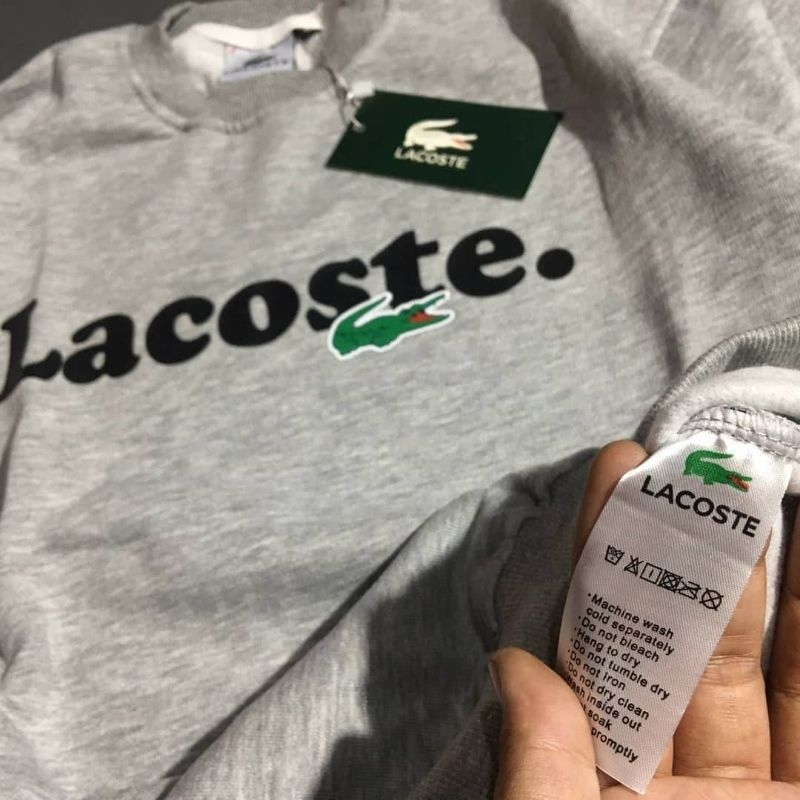 LACOSTE
Lacoste.
LACOSTE
• Machine wash
cold separately
• Do not bleach
• Hang to dry
• Do not tumble dry
• Do not iron
Do not dry clean
inside out
soak
promptly